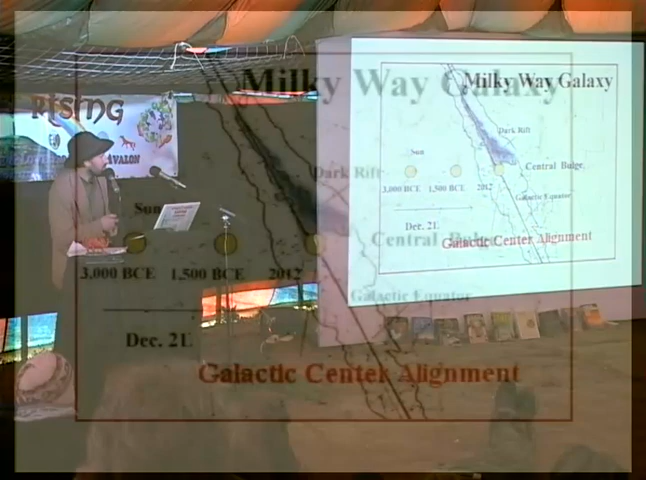 Milky Way Galaxy
Dark Rift
Sun
Central Bulge
3,000 BCE 1,500 BCE 2012
Galactic Equator
Dec. 21
Galactic Center Alignment
RISING
AVALON
Milky Way Galaxy
Dark Rift
Sun
Central Bulge
3,000 BCE 1,500 BCE 2012
Galactic Equator
Dec. 21
Galactic Center Alignment